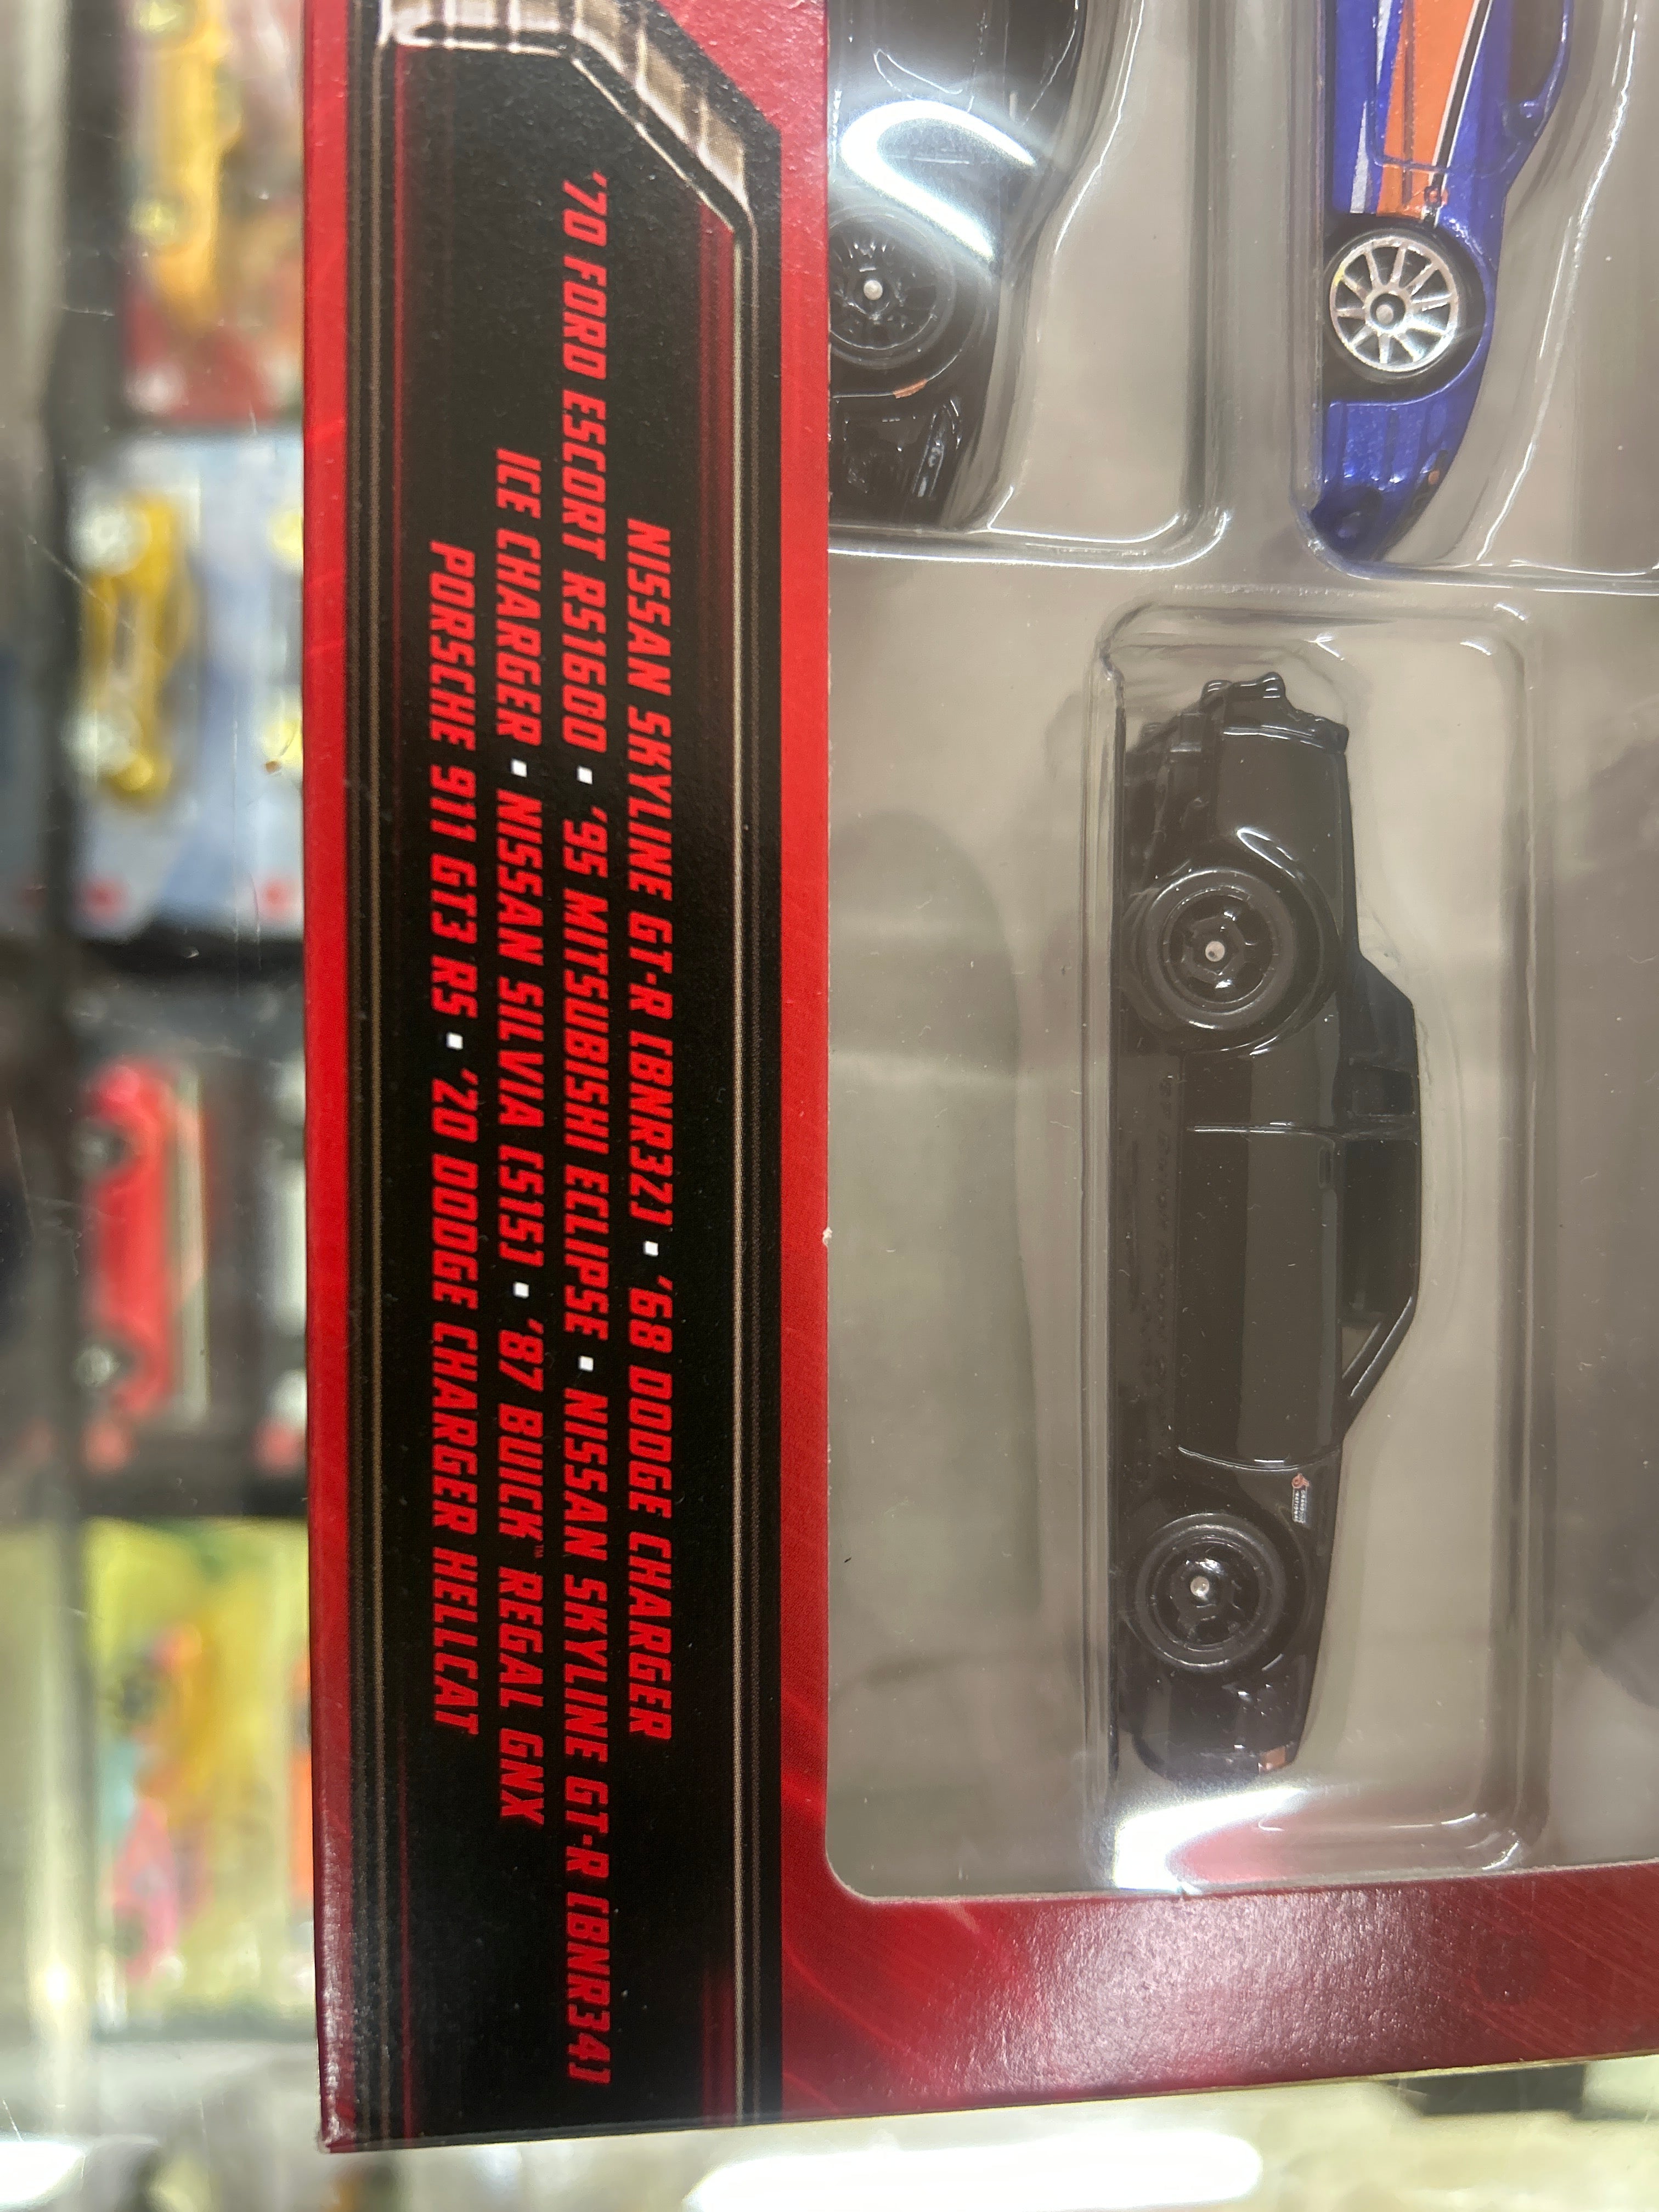 NISSAN SKYLINE GT-R (BNR32) ▪ '68 DODGE CHARGER
'70 FORD ESCORT RS1600 ▪ '95 MITSUBISHI ECLIPSE ▪ NISSAN SKYLINE GT-R (BNR34)
ICE CHARGER ▪ NISSAN SILVIA (S15) ▪ '87 BUICK™ REGAL GNX
PORSCHE 911 GT3 RS ▪ '20 DODGE CHARGER HELLCAT